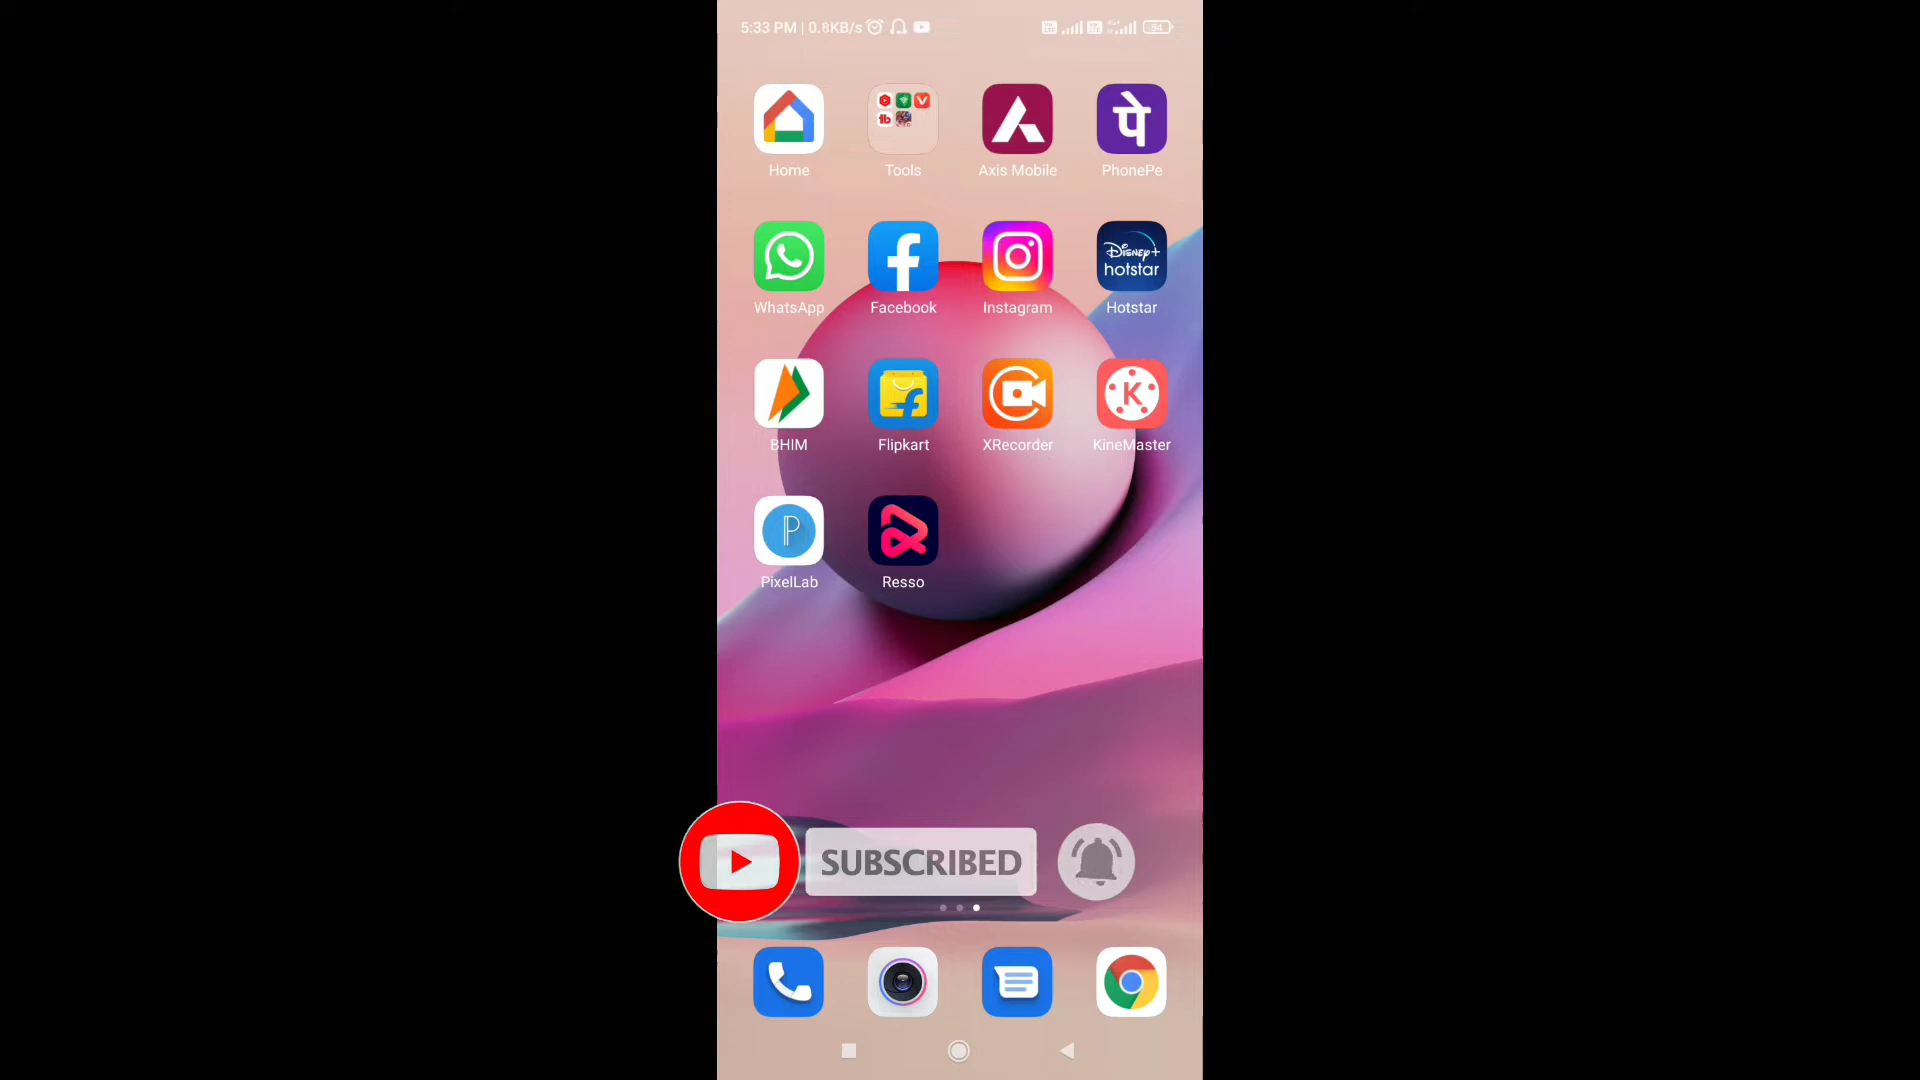 5:33 PM | 0.8KB/s
84
Home
Tools
Axis Mobile
पे
PhonePe
WhatsApp
Facebook
Instagram
Disney+
hotstar
Hotstar
BHIM
Flipkart
XRecorder
K
KineMaster
P
PixelLab
Resso
SUBSCRIBED